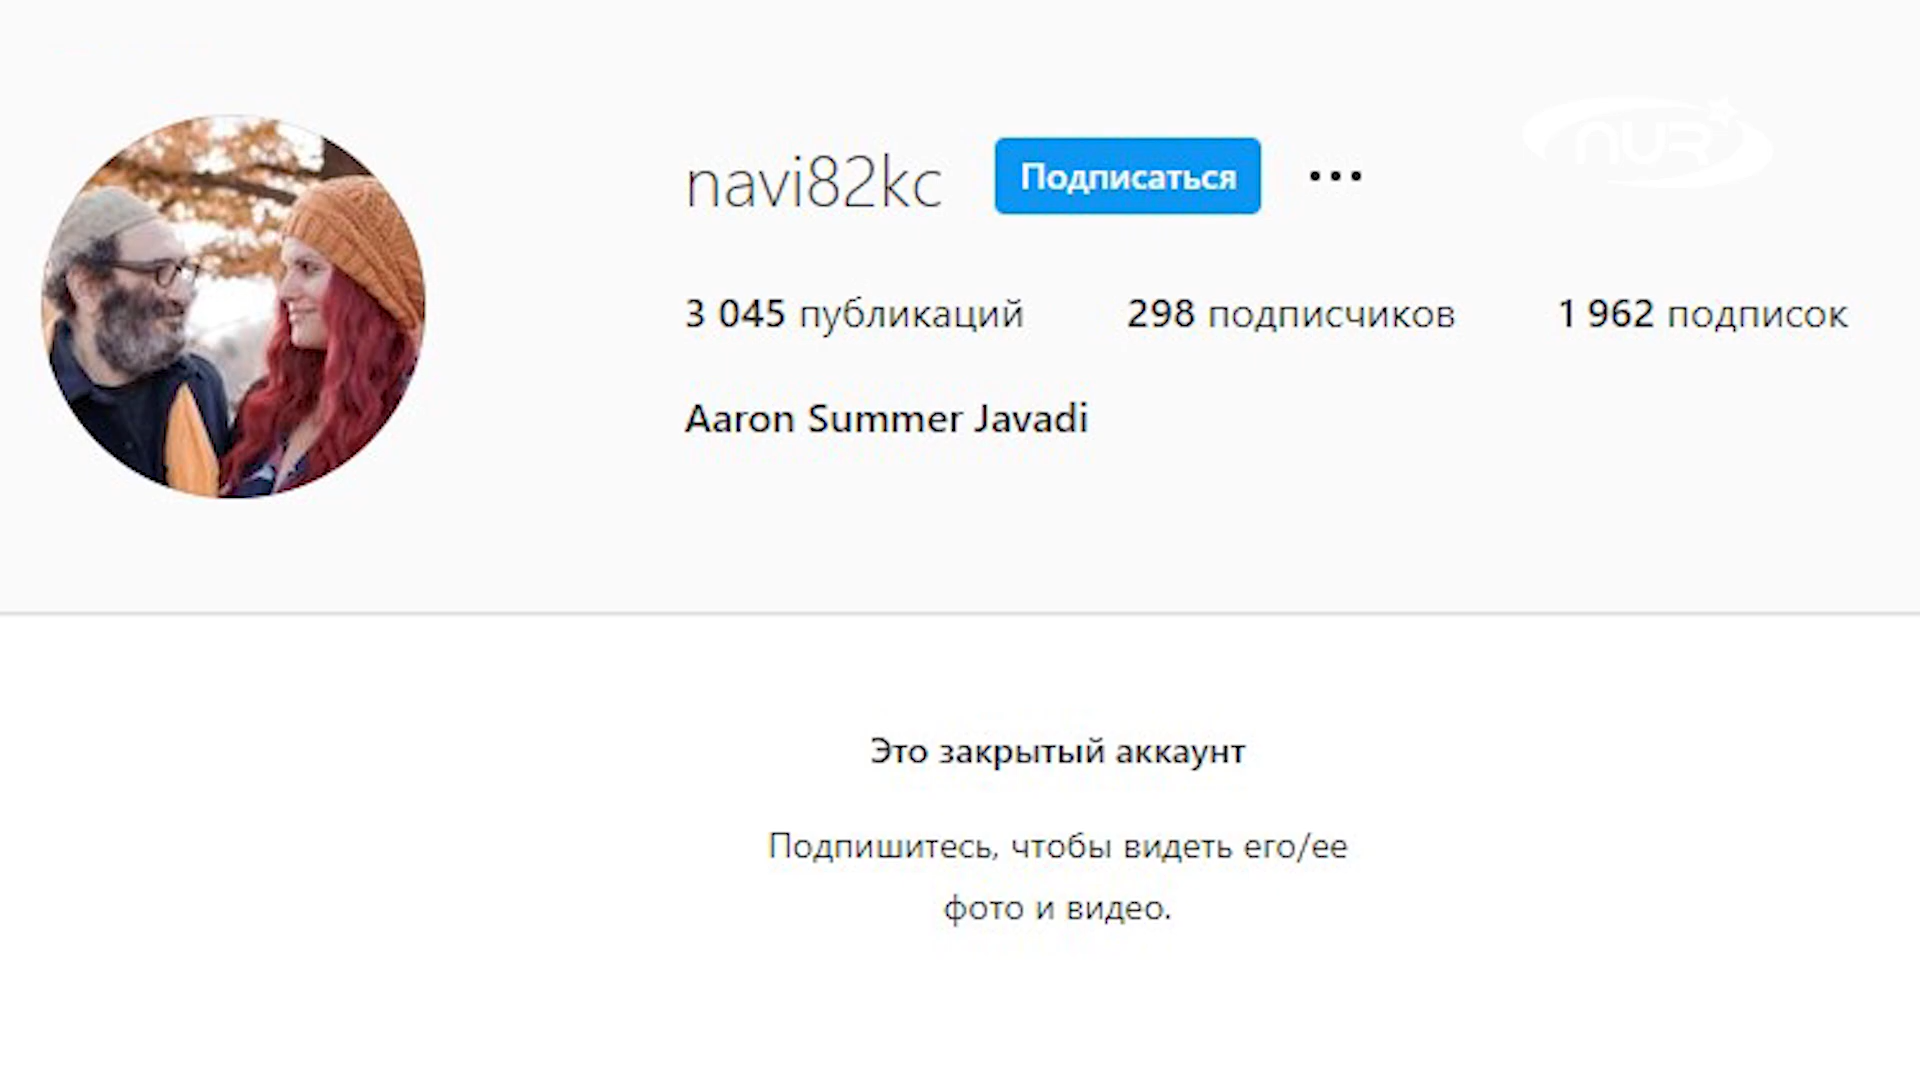 navi82kc
Подписаться
NUR
3 045 публикаций
298 подписчиков
1 962 подписок
Aaron Summer Javadi
Это закрытый аккаунт
Подпишитесь, чтобы видеть его/ее
фото и видео.